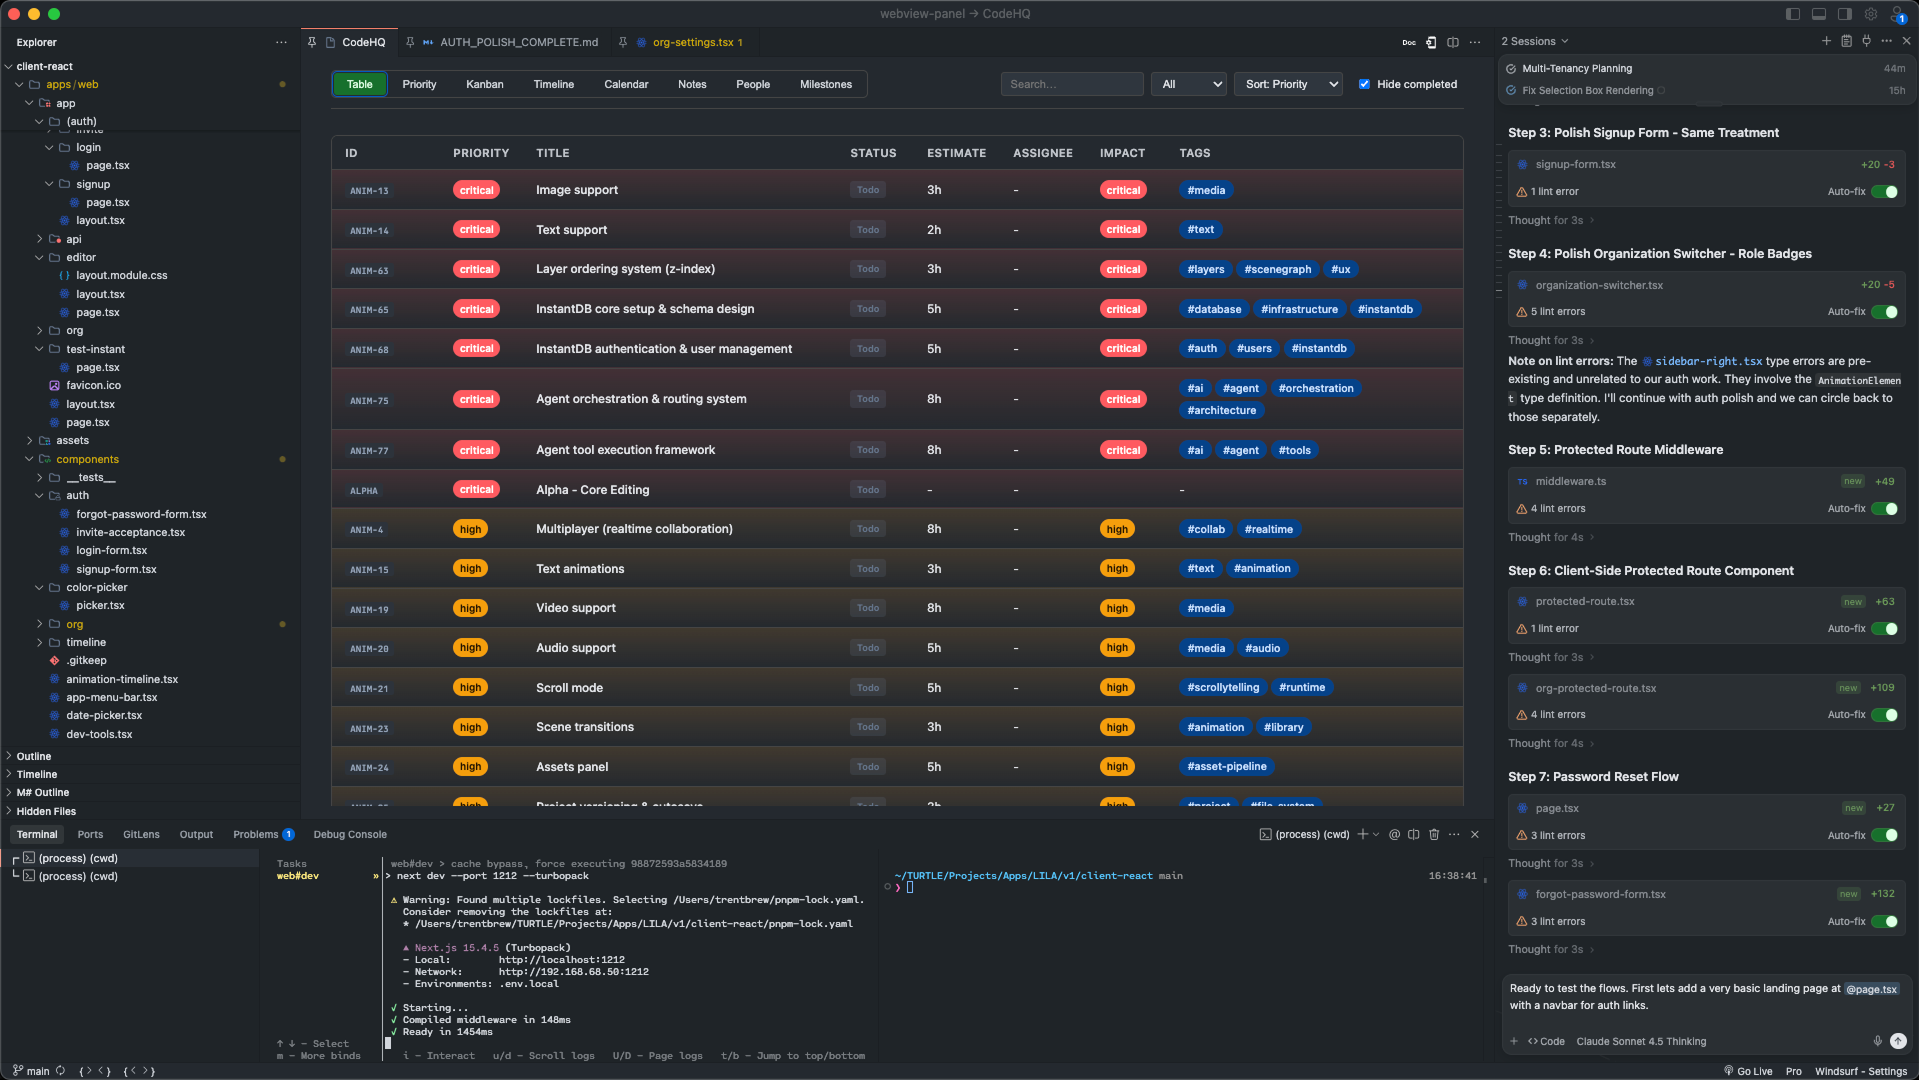 webview-panel → CodeHQ
1
Explorer
client-react
apps/web
app
(auth)
invite
login
page.tsx
signup
page.tsx
layout.tsx
api
editor
layout.module.css
layout.tsx
page.tsx
org
test-instant
page.tsx
favicon.ico
layout.tsx
page.tsx
assets
components
__tests__
auth
forgot-password-form.tsx
invite-acceptance.tsx
login-form.tsx
signup-form.tsx
color-picker
picker.tsx
org
timeline
.gitkeep
animation-timeline.tsx
app-menu-bar.tsx
date-picker.tsx
dev-tools.tsx
Outline
Timeline
M# Outline
Hidden Files
CodeHQ AUTH_POLISH_COMPLETE.md org-settings.tsx 1 Doc
Table Priority Kanban Timeline Calendar Notes People Milestones Search... All Sort: Priority Hide completed
ID PRIORITY TITLE STATUS ESTIMATE ASSIGNEE IMPACT TAGS
ANIM-13 critical Image support Todo 3h - critical #media
ANIM-14 critical Text support Todo 2h - critical #text
ANIM-63 critical Layer ordering system (z-index) Todo 3h - critical #layers #scenegraph #ux
ANIM-65 critical InstantDB core setup & schema design Todo 5h - critical #database #infrastructure #instantdb
ANIM-68 critical InstantDB authentication & user management Todo 5h - critical #auth #users #instantdb
ANIM-75 critical Agent orchestration & routing system Todo 8h - critical #ai #agent #orchestration
#architecture
ANIM-77 critical Agent tool execution framework Todo 8h - critical #ai #agent #tools
ALPHA critical Alpha - Core Editing Todo - - -
ANIM-4 high Multiplayer (realtime collaboration) Todo 8h - high #collab #realtime
ANIM-15 high Text animations Todo 3h - high #text #animation
ANIM-19 high Video support Todo 8h - high #media
ANIM-20 high Audio support Todo 5h - high #media #audio
ANIM-21 high Scroll mode Todo 5h - high #scrollytelling #runtime
ANIM-23 high Scene transitions Todo 3h - high #animation #library
ANIM-24 high Assets panel Todo 5h - high #asset-pipeline
high Project versioning & autosave high #project #file-system
2 Sessions
Multi-Tenancy Planning 44m
Fix Selection Box Rendering 15h
Step 3: Polish Signup Form - Same Treatment
signup-form.tsx +20 -3
1 lint error Auto-fix
Thought for 3s
Step 4: Polish Organization Switcher - Role Badges
organization-switcher.tsx +20 -5
5 lint errors Auto-fix
Thought for 3s
Note on lint errors: The sidebar-right.tsx type errors are pre-
existing and unrelated to our auth work. They involve the AnimationElemen
t type definition. I'll continue with auth polish and we can circle back to
those separately.
Step 5: Protected Route Middleware
TS middleware.ts new +49
4 lint errors Auto-fix
Thought for 4s
Step 6: Client-Side Protected Route Component
protected-route.tsx new +63
1 lint error Auto-fix
Thought for 3s
org-protected-route.tsx new +109
4 lint errors Auto-fix
Thought for 4s
Step 7: Password Reset Flow
page.tsx new +27
3 lint errors Auto-fix
Thought for 3s
forgot-password-form.tsx new +132
3 lint errors Auto-fix
Thought for 3s
Ready to test the flows. First lets add a very basic landing page at @page.tsx
with a navbar for auth links.
+ <> Code Claude Sonnet 4.5 Thinking
Terminal Ports GitLens Output Problems 1 Debug Console
(process) (cwd)
(process) (cwd)
(process) (cwd)
Tasks
web#dev »
↑ ↓ - Select
m - More binds
web#dev > cache bypass, force executing 98872593a5834189
> next dev --port 1212 --turbopack
⚠ Warning: Found multiple lockfiles. Selecting /Users/trentbrew/pnpm-lock.yaml.
Consider removing the lockfiles at:
* /Users/trentbrew/TURTLE/Projects/Apps/LILA/v1/client-react/pnpm-lock.yaml
▲ Next.js 15.4.5 (Turbopack)
- Local: http://localhost:1212
- Network: http://192.168.68.50:1212
- Environments: .env.local
✓ Starting...
✓ Compiled middleware in 148ms
✓ Ready in 1454ms
i - Interact u/d - Scroll logs U/D - Page logs t/b - Jump to top/bottom
~/TURTLE/Projects/Apps/LILA/v1/client-react main 16:38:41
❯
main
Go Live Pro Windsurf - Settings